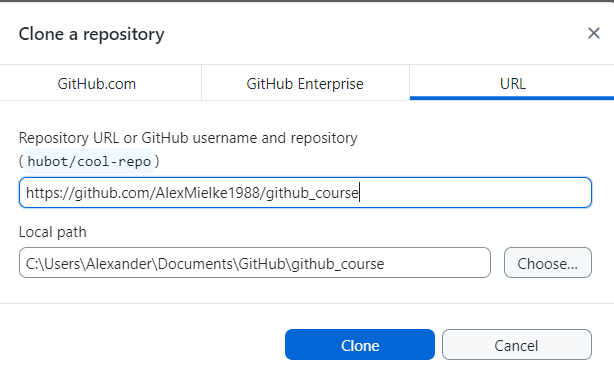 Clone a repository
GitHub.com
GitHub Enterprise
URL
Repository URL or GitHub username and repository
(hubot/cool-repo)
https://github.com/AlexMielke1988/github_course
Local path
C:\Users\Alexander\Documents\GitHub\github_course
Choose...
Clone
Cancel